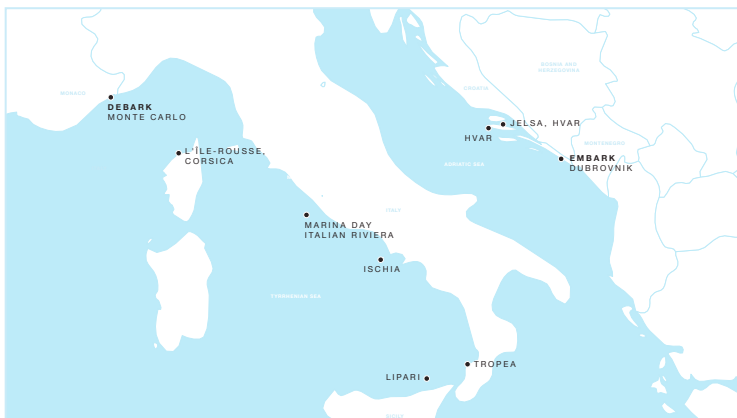 BOSNIA AND
HERZEGOVINA
CROATIA
MONACO
DEBARK
MONTE CARLO
JELSA, HVAR
HVAR
MONTENEGRO
L'ÎLE-ROUSSE,
CORSICA
EMBARK
DUBROVNIK
ADRIATIC SEA
ITALY
MARINA DAY
ITALIAN RIVIERA
ISCHIA
TYRRHENIAN SEA
TROPEA
LIPARI
SICILY